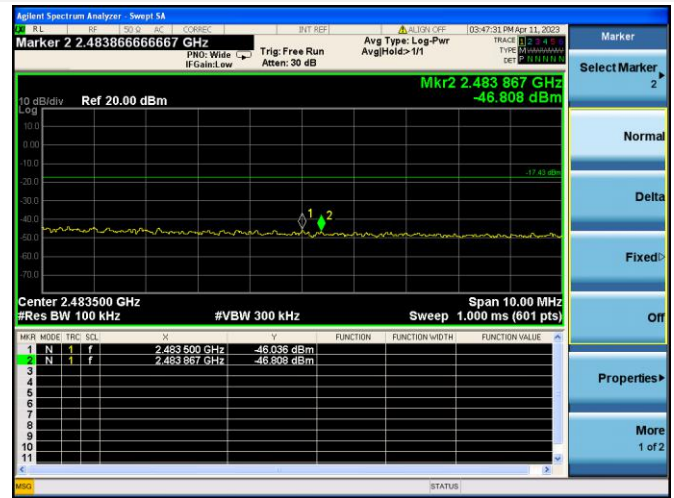 Agilent Spectrum Analyzer - Swept SA
RL RF 50 Ω AC CORREC INT REF ALIGN OFF 03:47:31 PM Apr 11, 2023
Marker 2 2.483866666667 GHz
PNO: Wide
IFGain:Low
Trig: Free Run
Atten: 30 dB
Avg Type: Log-Pwr
Avg|Hold>1/1
TRACE 1 2 3 4 5 6
TYPE
DET P N N N N N
Mkr2 2.483 867 GHz
-46.808 dBm
10 dB/div Ref 20.00 dBm
Log
10.0
0.00
-10.0
-17.43 dBm
-20.0
-30.0
-40.0
1
2
-50.0
-60.0
-70.0
Center 2.483500 GHz Span 10.00 MHz
#Res BW 100 kHz #VBW 300 kHz Sweep 1.000 ms (601 pts)
MKR MODE TRC SCL X Y FUNCTION FUNCTION WIDTH FUNCTION VALUE
1 N 1 f 2.483 500 GHz -46.036 dBm
2 N 1 f 2.483 867 GHz -46.808 dBm
3
4
5
6
7
8
9
10
11
MSG STATUS
Marker
Select Marker
2
Normal
Delta
Fixed
Off
Properties
More
1 of 2